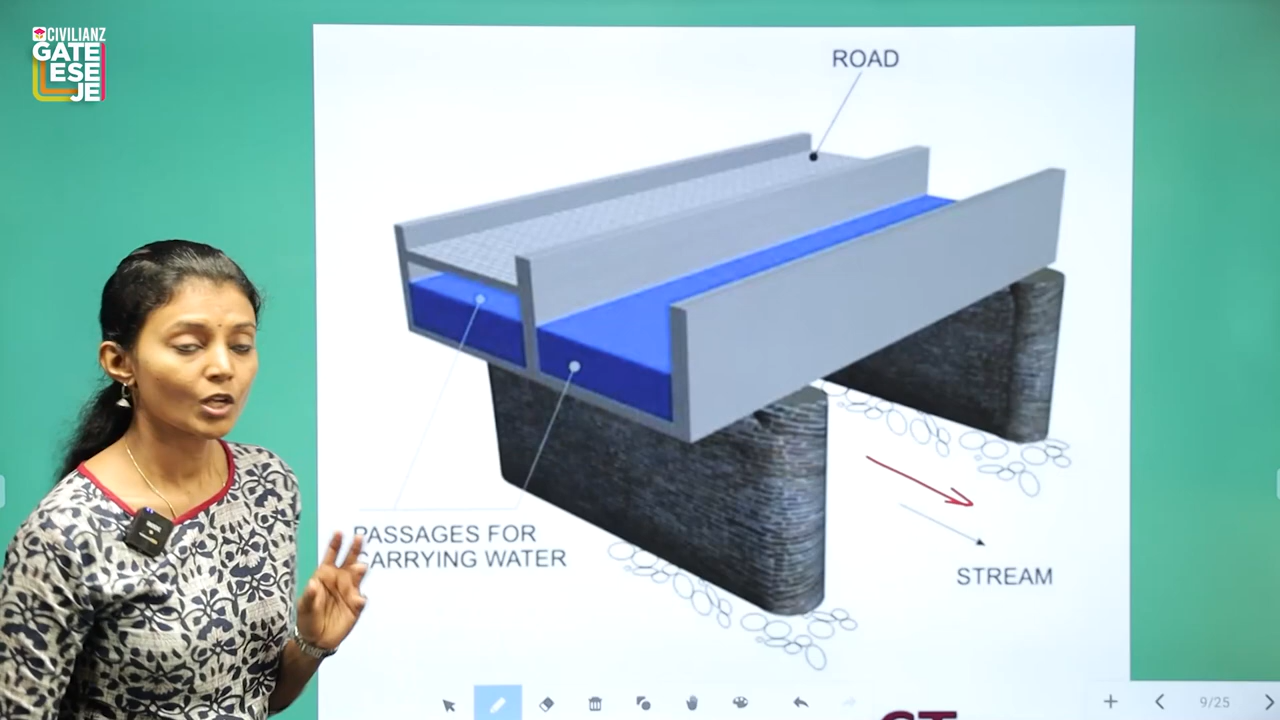 CIVILIANZ
GATE
ESE
JE
ROAD
PASSAGES FOR
CARRYING WATER
STREAM
9/25